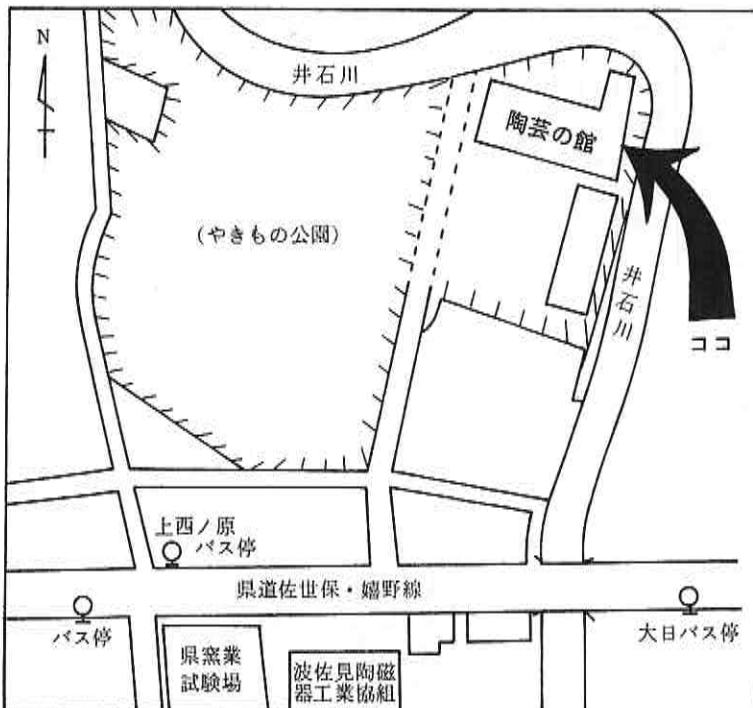 N
井石川
陶芸の館
(やきもの公園)
井石川
ココ
上西ノ原
バス停
県道佐世保・嬉野線
バス停
大日バス停
県窯業
試験場
波佐見陶磁
器工業協組